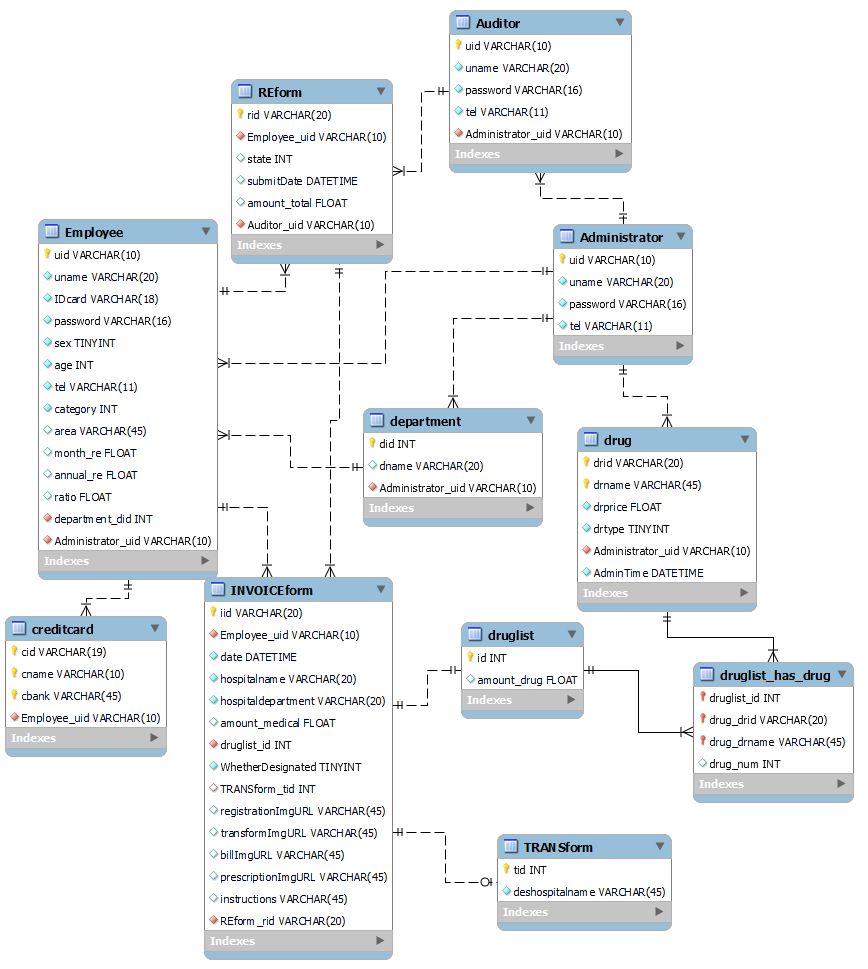 Auditor
uid VARCHAR(10)
uname VARCHAR(20)
password VARCHAR(16)
tel VARCHAR(11)
Administrator_uid VARCHAR(10)
Indexes
REform
rid VARCHAR(20)
Employee_uid VARCHAR(10)
state INT
submitDate DATETIME
amount_total FLOAT
Auditor_uid VARCHAR(10)
Indexes
Employee
uid VARCHAR(10)
uname VARCHAR(20)
IDcard VARCHAR(18)
password VARCHAR(16)
sex TINYINT
age INT
tel VARCHAR(11)
category INT
area VARCHAR(45)
month_re FLOAT
annual_re FLOAT
ratio FLOAT
department_did INT
Administrator_uid VARCHAR(10)
Indexes
Administrator
uid VARCHAR(10)
uname VARCHAR(20)
password VARCHAR(16)
tel VARCHAR(11)
Indexes
department
did INT
dname VARCHAR(20)
Administrator_uid VARCHAR(10)
Indexes
drug
drid VARCHAR(20)
drname VARCHAR(45)
drprice FLOAT
drtype TINYINT
Administrator_uid VARCHAR(10)
AdminTime DATETIME
Indexes
creditcard
cid VARCHAR(19)
cname VARCHAR(10)
cbank VARCHAR(45)
Employee_uid VARCHAR(10)
Indexes
INVOICEform
iid VARCHAR(20)
Employee_uid VARCHAR(10)
date DATETIME
hospitalname VARCHAR(20)
hospitaldepartment VARCHAR(20)
amount_medical FLOAT
druglist_id INT
WhetherDesignated TINYINT
TRANSform_tid INT
registrationImgURL VARCHAR(45)
transformImgURL VARCHAR(45)
billImgURL VARCHAR(45)
prescriptionImgURL VARCHAR(45)
instructions VARCHAR(45)
REform_rid VARCHAR(20)
Indexes
druglist
id INT
amount_drug FLOAT
Indexes
druglist_has_drug
druglist_id INT
drug_drid VARCHAR(20)
drug_drname VARCHAR(45)
drug_num INT
Indexes
TRANSform
tid INT
deshospitalname VARCHAR(45)
Indexes